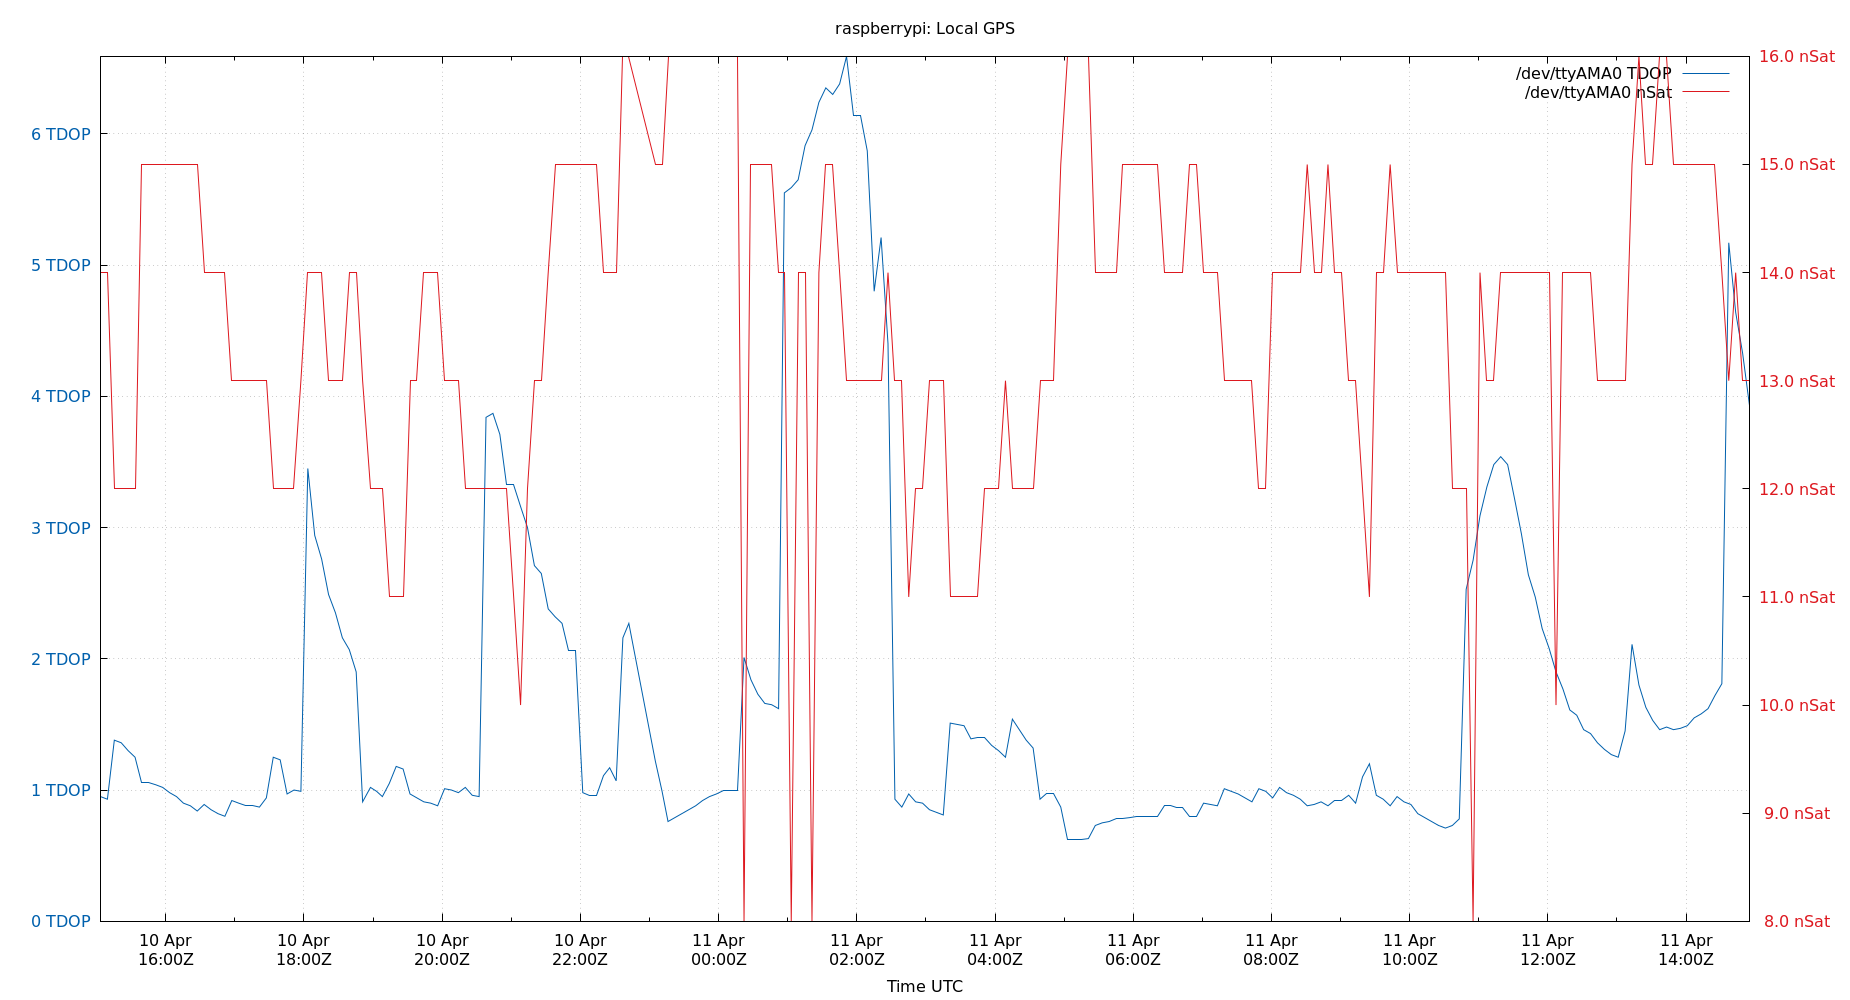 raspberrypi: Local GPS
/dev/ttyAMA0 TDOP
/dev/ttyAMA0 nSat
6 TDOP
5 TDOP
4 TDOP
3 TDOP
2 TDOP
1 TDOP
0 TDOP
16.0 nSat
15.0 nSat
14.0 nSat
13.0 nSat
12.0 nSat
11.0 nSat
10.0 nSat
9.0 nSat
8.0 nSat
10 Apr
16:00Z
10 Apr
18:00Z
10 Apr
20:00Z
10 Apr
22:00Z
11 Apr
00:00Z
11 Apr
02:00Z
11 Apr
04:00Z
11 Apr
06:00Z
11 Apr
08:00Z
11 Apr
10:00Z
11 Apr
12:00Z
11 Apr
14:00Z
Time UTC